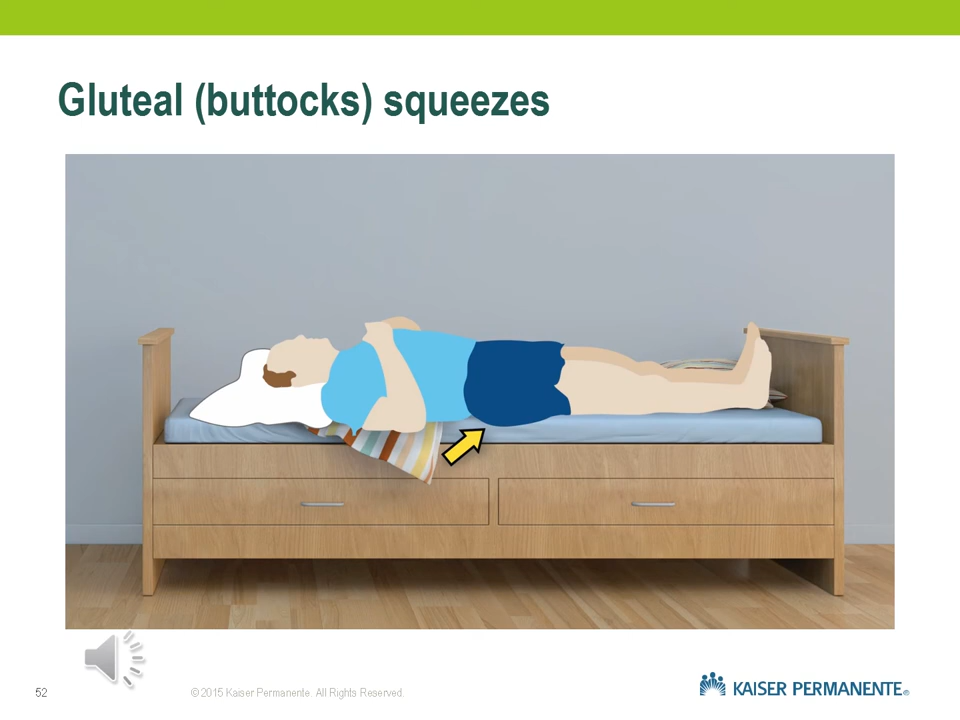 Gluteal (buttocks) squeezes
52
© 2015 Kaiser Permanente. All Rights Reserved.
KAISER PERMANENTE®